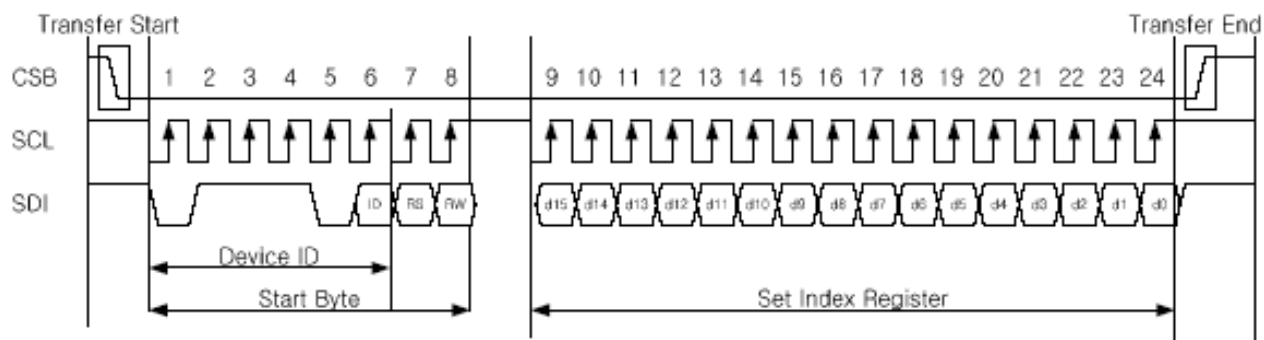 Transfer Start Transfer End
CSB 1 2 3 4 5 6 7 8 9 10 11 12 13 14 15 16 17 18 19 20 21 22 23 24
SCL
SDI ID RS RW d15 d14 d13 d12 d11 d10 d9 d8 d7 d6 d5 d4 d3 d2 d1 d0
Device ID
Start Byte Set Index Register